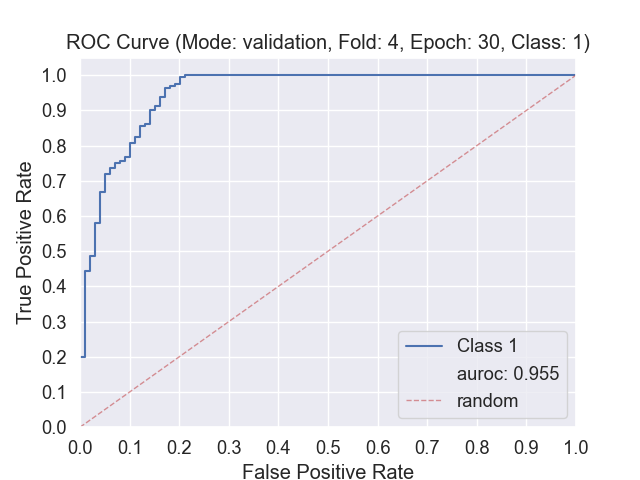 ROC Curve (Mode: validation, Fold: 4, Epoch: 30, Class: 1)
True Positive Rate
1.0
0.9
0.8
0.7
0.6
0.5
0.4
0.3
0.2
0.1
0.0
Class 1
auroc: 0.955
random
0.0 0.1 0.2 0.3 0.4 0.5 0.6 0.7 0.8 0.9 1.0
False Positive Rate